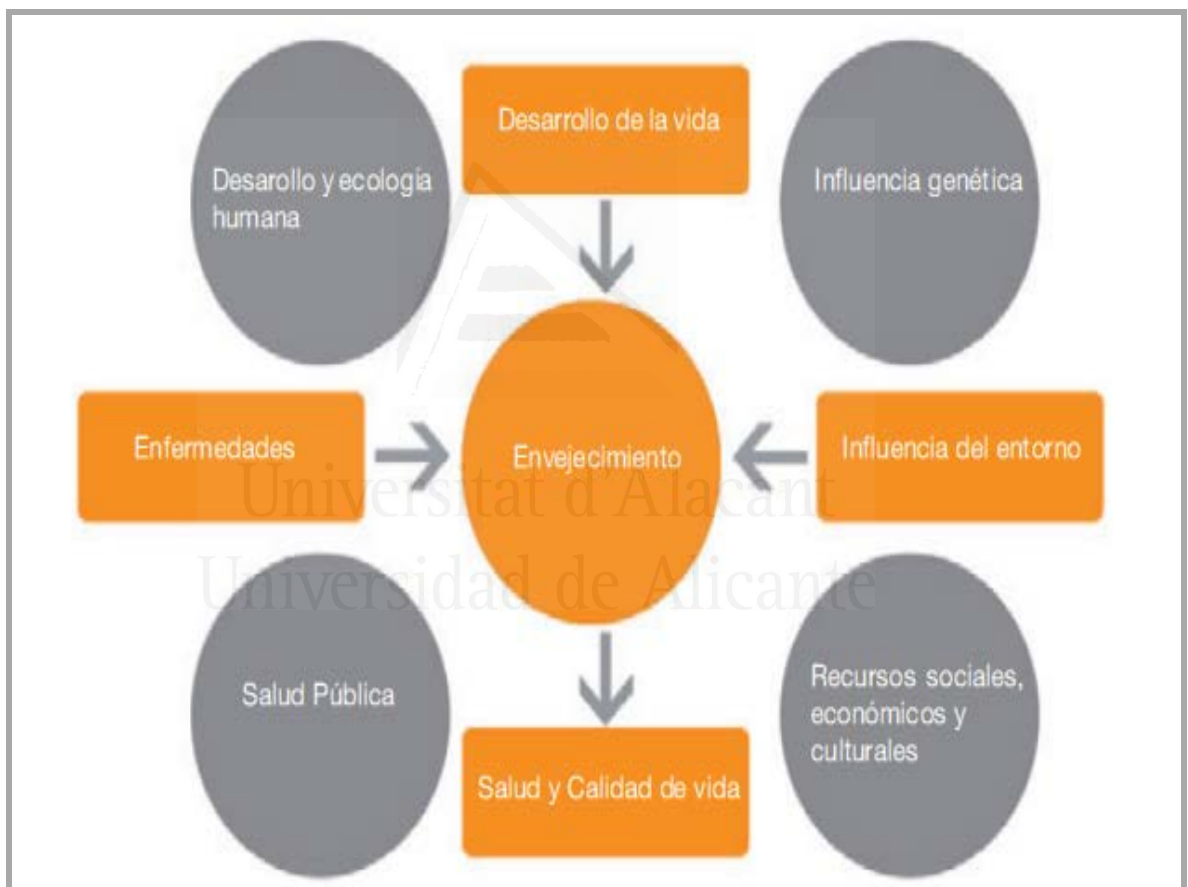 Desarrollo de la vida
Desarollo y ecología
humana
Influencia genética
Enfermedades
Envejecimiento
Influencia del entorno
Universitat d'Alacant
Universidad de Alicante
Salud Pública
Recursos sociales,
económicos y
culturales
Salud y Calidad de vida